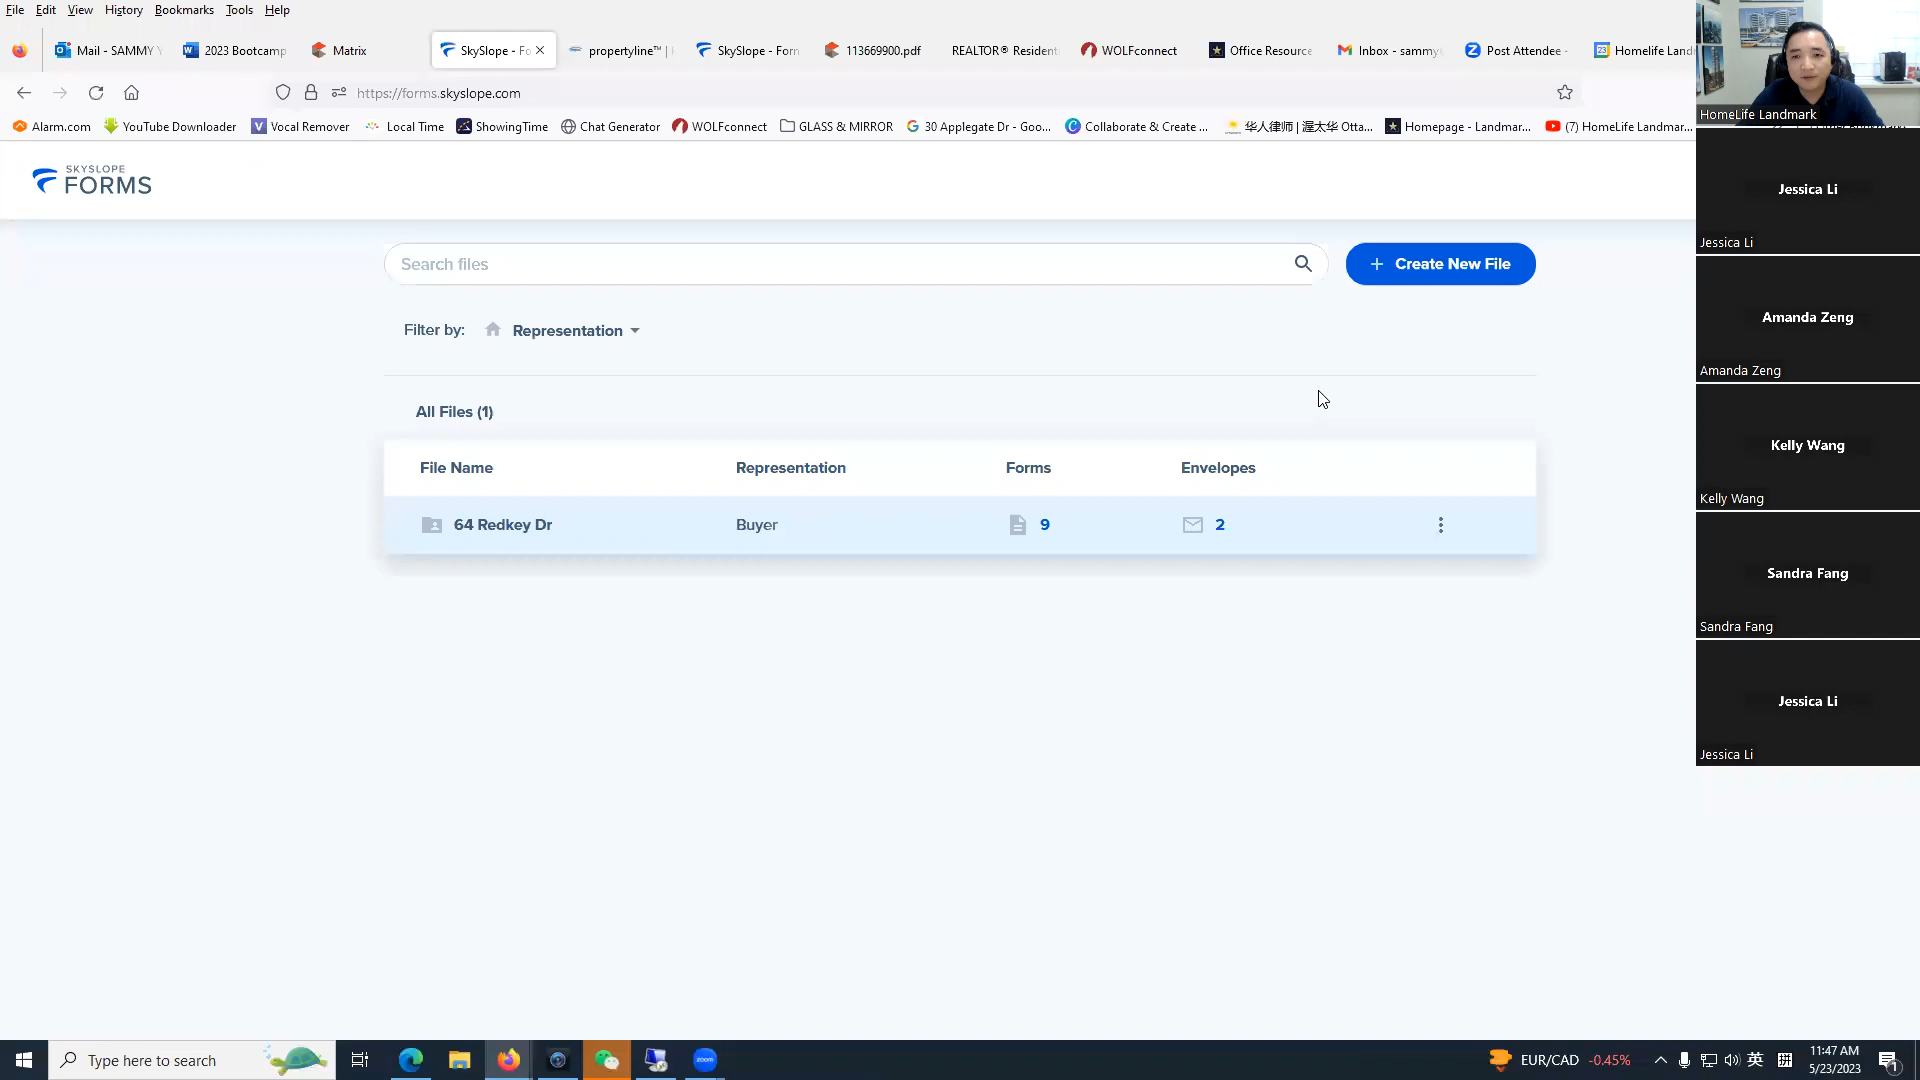 File Edit View History Bookmarks Tools Help
Mail - SAMMY Y
2023 Bootcamp
Matrix
SkySlope - Fo
propertyline™ |
SkySlope - Forn
113669900.pdf
REALTOR® Resident
WOLFconnect
Office Resource
Inbox - sammys
Post Attendee -
Homelife Land
https://forms.skyslope.com
Alarm.com
YouTube Downloader
Vocal Remover
Local Time
ShowingTime
Chat Generator
WOLFconnect
GLASS & MIRROR
30 Applegate Dr - Goo...
Collaborate & Create ...
华人律师 | 渥太华 Otta...
Homepage - Landmar...
(7) HomeLife Landmar...
SKYSLOPE
FORMS
Search files
+ Create New File
Filter by: Representation
All Files (1)
File Name Representation Forms Envelopes
64 Redkey Dr Buyer 9 2
HomeLife Landmark
Jessica Li
Jessica Li
Amanda Zeng
Amanda Zeng
Kelly Wang
Kelly Wang
Sandra Fang
Sandra Fang
Jessica Li
Jessica Li
Type here to search
zoom
EUR/CAD -0.45%
英
拼
11:47 AM
5/23/2023
1